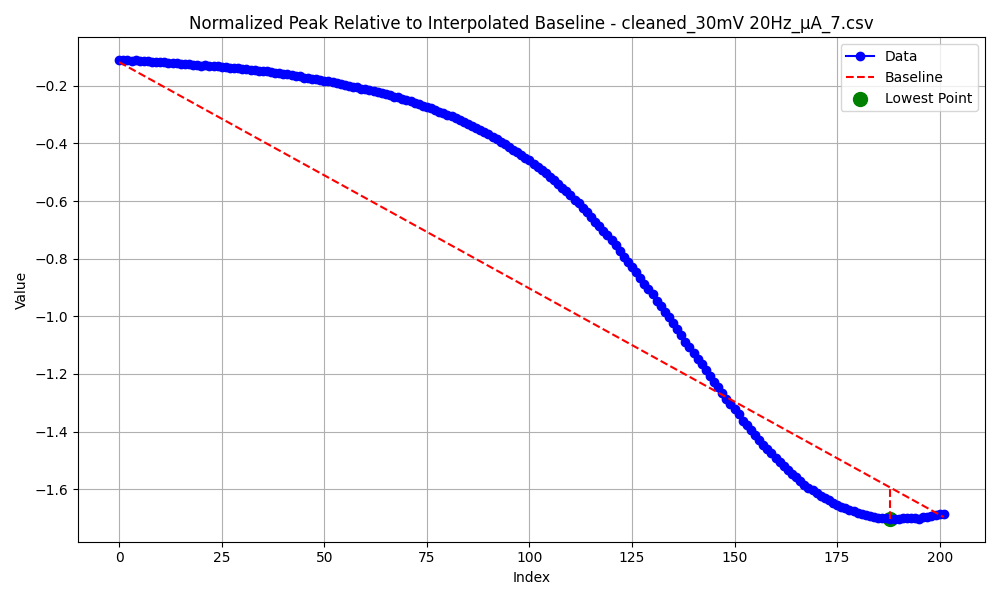 Normalized Peak Relative to Interpolated Baseline - cleaned_30mV 20Hz_μA_7.csv
Data
Baseline
Lowest Point
Value
−0.2
−0.4
−0.6
−0.8
−1.0
−1.2
−1.4
−1.6
0
25
50
75
100
125
150
175
200
Index